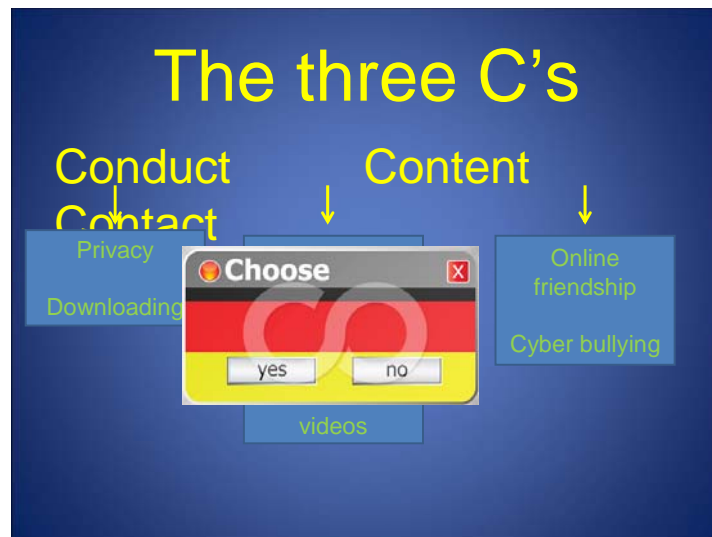 The three C's
Conduct Content
Contact
Privacy
Downloading
Choose X
yes no
videos
Online
friendship
Cyber bullying